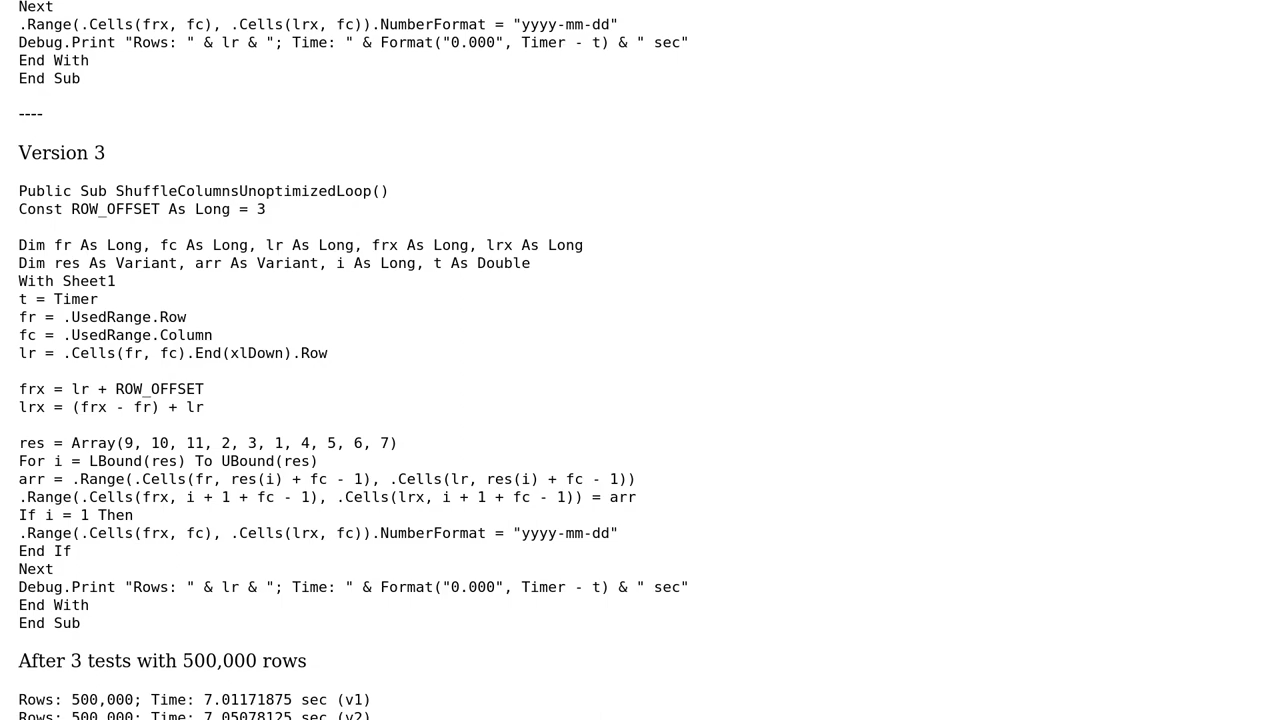 Next
.Range(.Cells(frx, fc), .Cells(lrx, fc)).NumberFormat = "yyyy-mm-dd"
Debug.Print "Rows: " & lr & "; Time: " & Format("0.000", Timer - t) & " sec"
End With
End Sub
----
Version 3
Public Sub ShuffleColumnsUnoptimizedLoop()
Const ROW_OFFSET As Long = 3
Dim fr As Long, fc As Long, lr As Long, frx As Long, lrx As Long
Dim res As Variant, arr As Variant, i As Long, t As Double
With Sheet1
t = Timer
fr = .UsedRange.Row
fc = .UsedRange.Column
lr = .Cells(fr, fc).End(xlDown).Row
frx = lr + ROW_OFFSET
lrx = (frx - fr) + lr
res = Array(9, 10, 11, 2, 3, 1, 4, 5, 6, 7)
For i = LBound(res) To UBound(res)
arr = .Range(.Cells(fr, res(i) + fc - 1), .Cells(lr, res(i) + fc - 1))
.Range(.Cells(frx, i + 1 + fc - 1), .Cells(lrx, i + 1 + fc - 1)) = arr
If i = 1 Then
.Range(.Cells(frx, fc), .Cells(lrx, fc)).NumberFormat = "yyyy-mm-dd"
End If
Next
Debug.Print "Rows: " & lr & "; Time: " & Format("0.000", Timer - t) & " sec"
End With
End Sub
After 3 tests with 500,000 rows
Rows: 500,000; Time: 7.01171875 sec (v1)
Rows: 500,000; Time: 7.05078125 sec (v2)